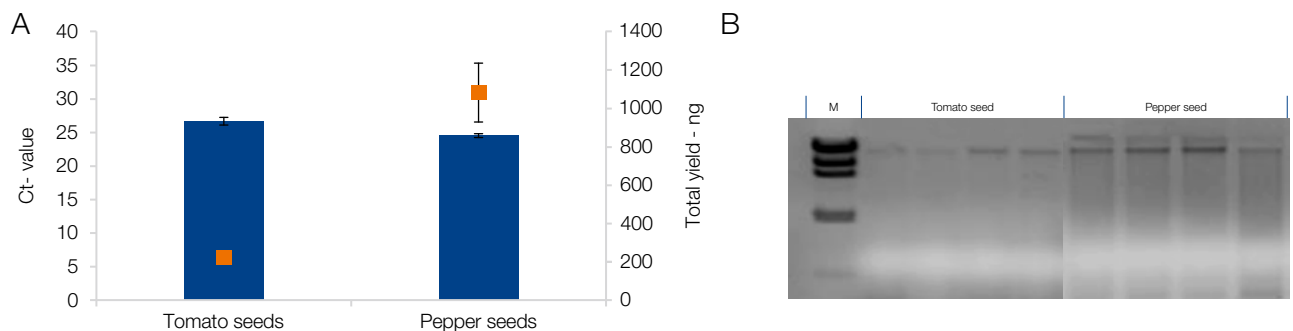 A
40
35
30
25
20
15
10
5
0
Ct- value
1400
1200
1000
800
600
400
200
0
Total yield - ng
Tomato seeds Pepper seeds
B
M Tomato seed Pepper seed